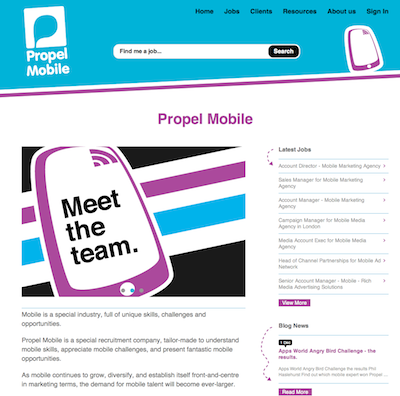 Home Jobs Clients Resources About us Sign In
Propel
Mobile
Find me a job... Search
Propel Mobile
Meet
the
team.
Mobile is a special industry, full of unique skills, challenges and
opportunities.
Propel Mobile is a special recruitment company, tailor-made to understand
mobile skills, appreciate mobile challenges, and present fantastic mobile
opportunities.
As mobile continues to grow, diversify, and establish itself front-and-centre
in marketing terms, the demand for mobile talent will become ever-larger.
Latest Jobs
Account Director - Mobile Marketing Agency
Sales Manager for Mobile Marketing
Agency
Account Manager - Mobile Marketing
Agency
Campaign Manager for Mobile Media
Agency in London
Media Account Exec for Mobile Media
Agency
Head of Channel Partnerships for Mobile Ad
Network
Senior Account Manager - Mobile - Rich
Media Advertising Solutions
View More
Blog News
Apps World Angry Bird Challenge - the
results.
Apps World Angry Bird Challenge the results Phil
find out which mobile expert won Propel ...
Read More